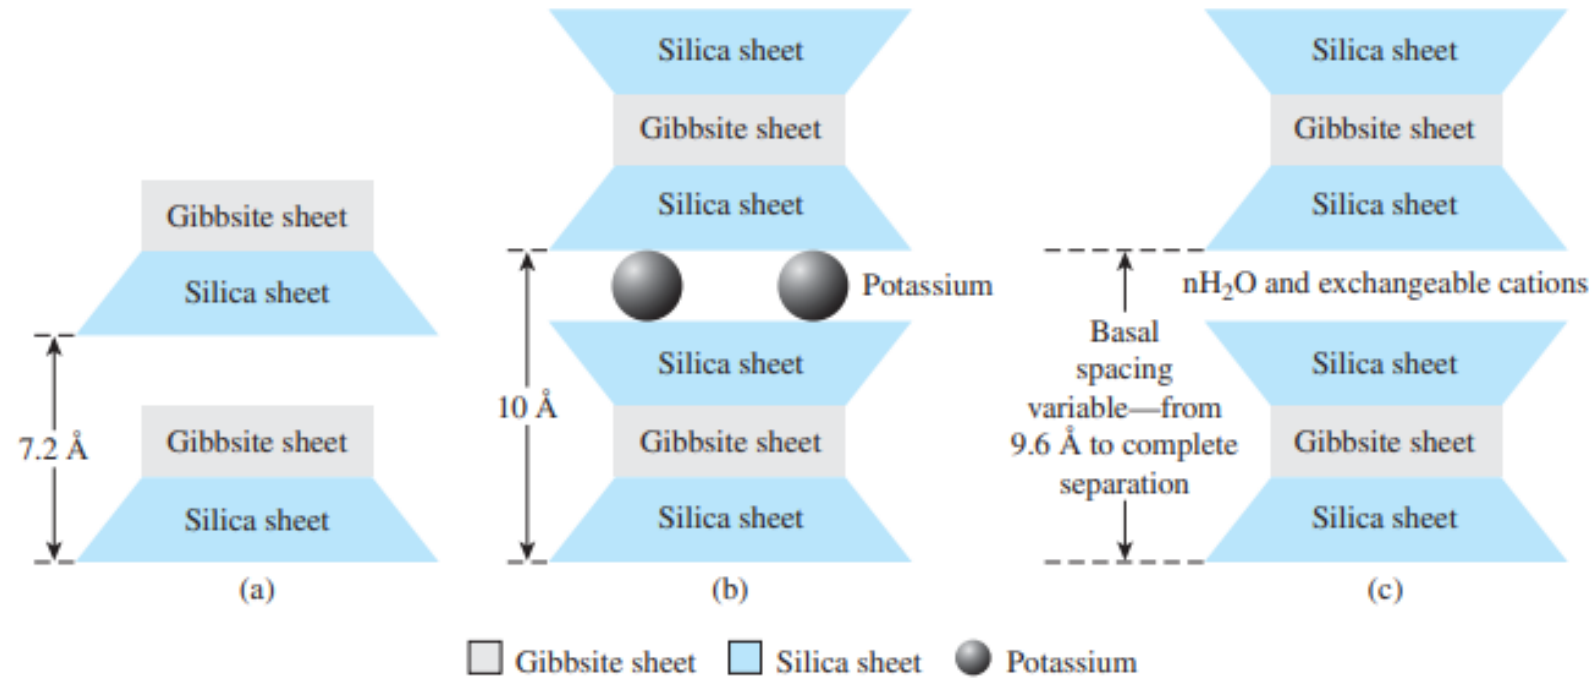 Gibbsite sheet
Silica sheet
7.2 Å
Gibbsite sheet
Silica sheet
(a)
Silica sheet
Gibbsite sheet
Silica sheet
Potassium
10 Å
Silica sheet
Gibbsite sheet
Silica sheet
(b)
Silica sheet
Gibbsite sheet
Silica sheet
nH₂O and exchangeable cations
Basal
spacing
variable—from
9.6 Å to complete
separation
Silica sheet
Gibbsite sheet
Silica sheet
(c)
Gibbsite sheet Silica sheet Potassium